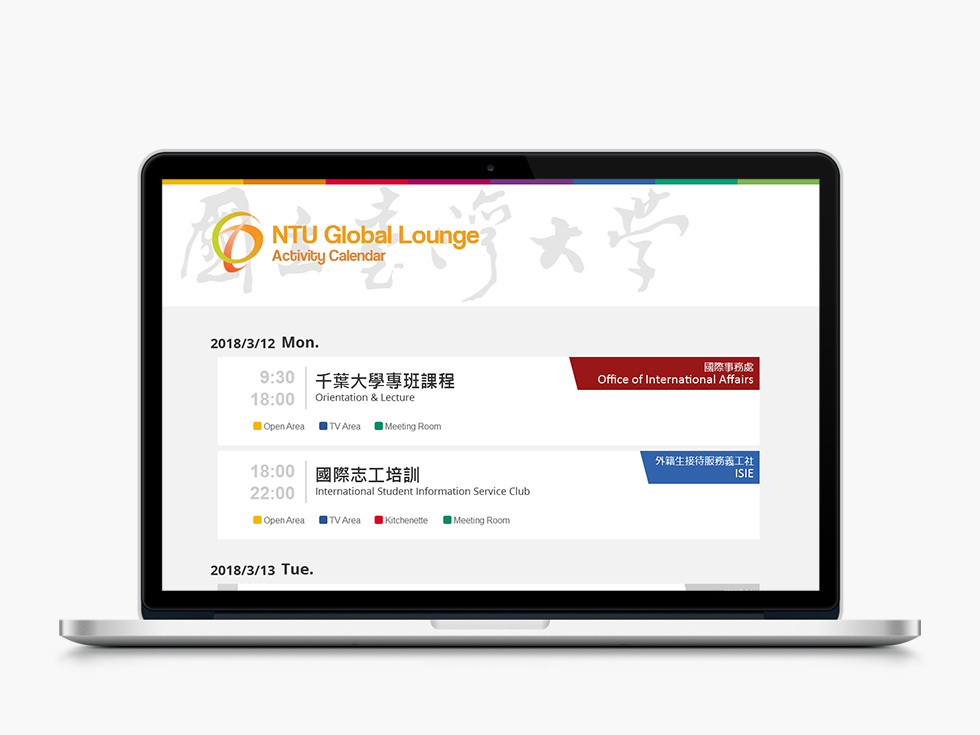 國立臺灣大學
NTU Global Lounge
Activity Calendar
2018/3/12 Mon.
9:30
18:00
千葉大學專班課程
Orientation & Lecture
國際事務處
Office of International Affairs
Open Area TV Area Meeting Room
18:00
22:00
國際志工培訓
International Student Information Service Club
外籍生接待服務義工社
ISIE
Open Area TV Area Kitchenette Meeting Room
2018/3/13 Tue.